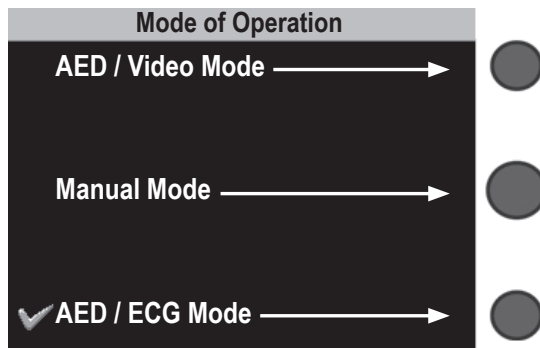 Mode of Operation
AED / Video Mode
Manual Mode
AED / ECG Mode